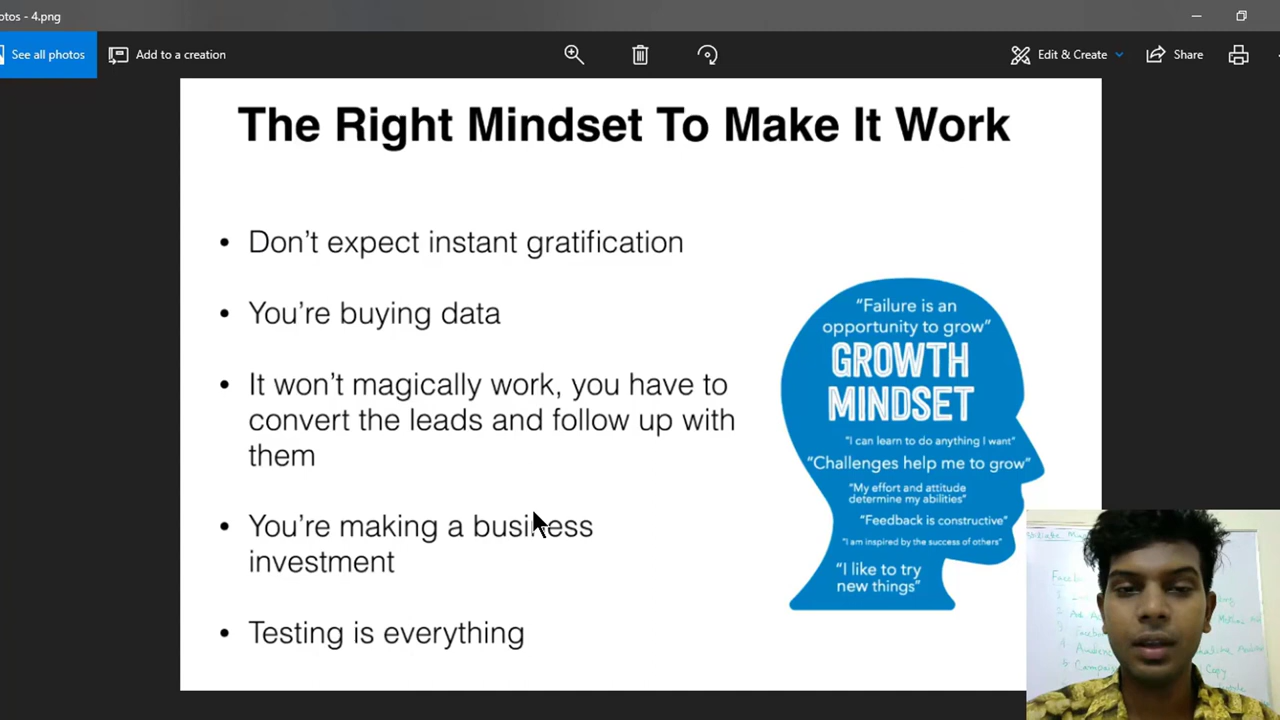 otos - 4.png
See all photos
Add to a creation
Edit & Create
Share
The Right Mindset To Make It Work
• Don't expect instant gratification
• You're buying data
• It won't magically work, you have to
convert the leads and follow up with
them
• You're making a business
investment
• Testing is everything
"Failure is an
opportunity to grow"
GROWTH
MINDSET
"I can learn to do anything I want"
"Challenges help me to grow"
"My effort and attitude
determine my abilities"
"Feedback is constructive"
"I am inspired by the success of others"
"I like to try
new things"